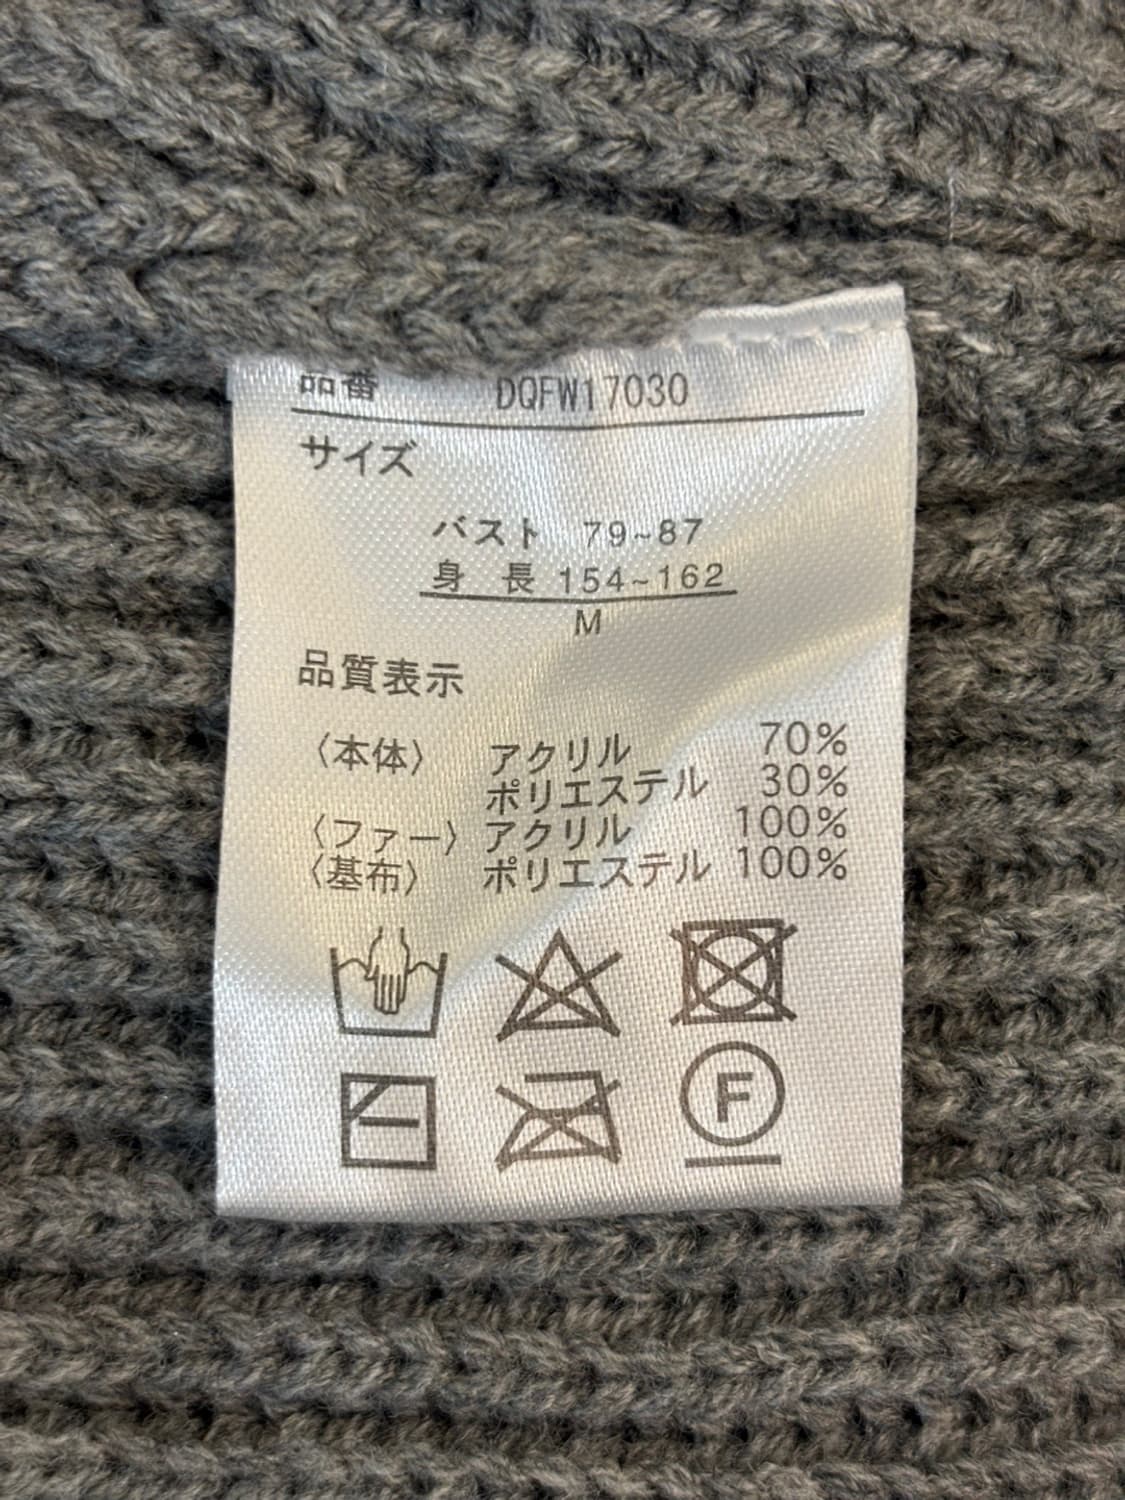 品番 DQFW17030
サイズ
バスト 79~87
身 長 154~162
M
品質表示
〈本体〉 アクリル 70%
ポリエステル 30%
〈ファー〉 アクリル 100%
〈基布〉 ポリエステル 100%
F